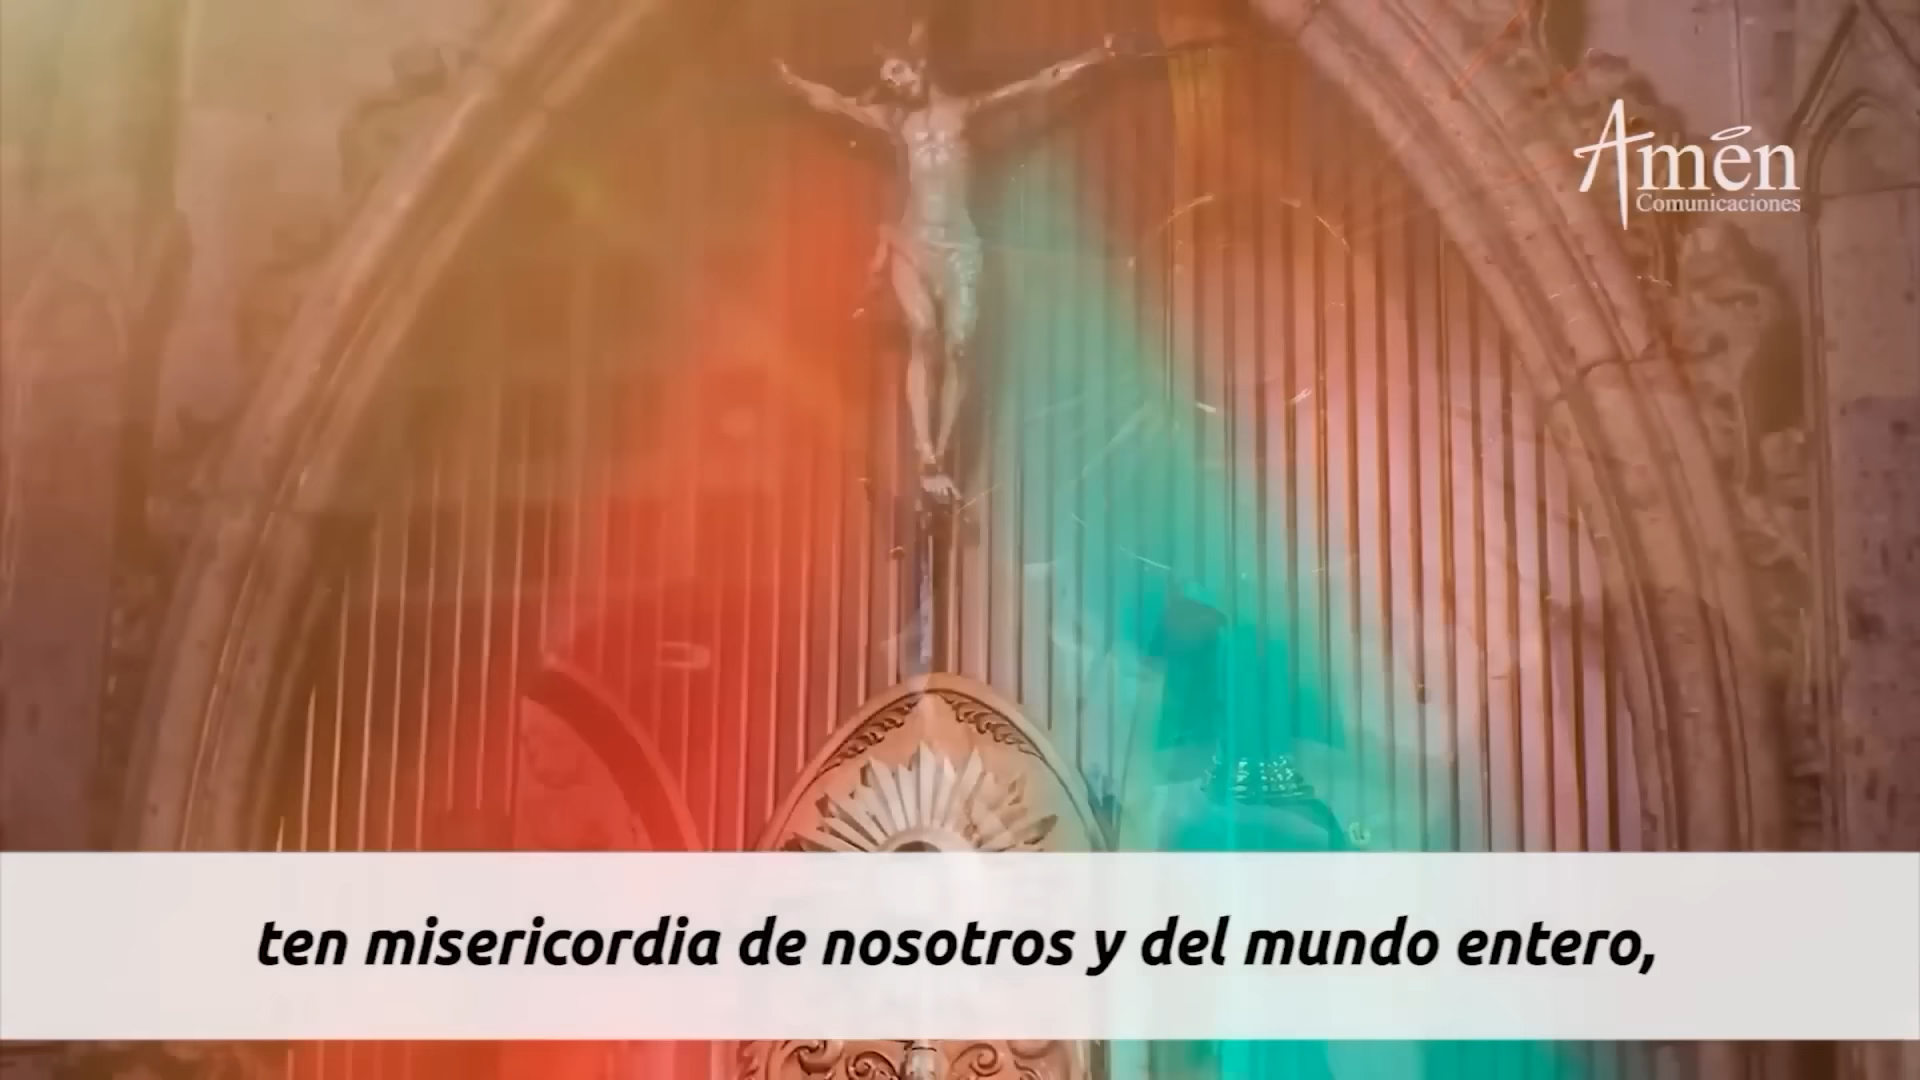 Amén
Comunicaciones
ten misericordia de nosotros y del mundo entero,